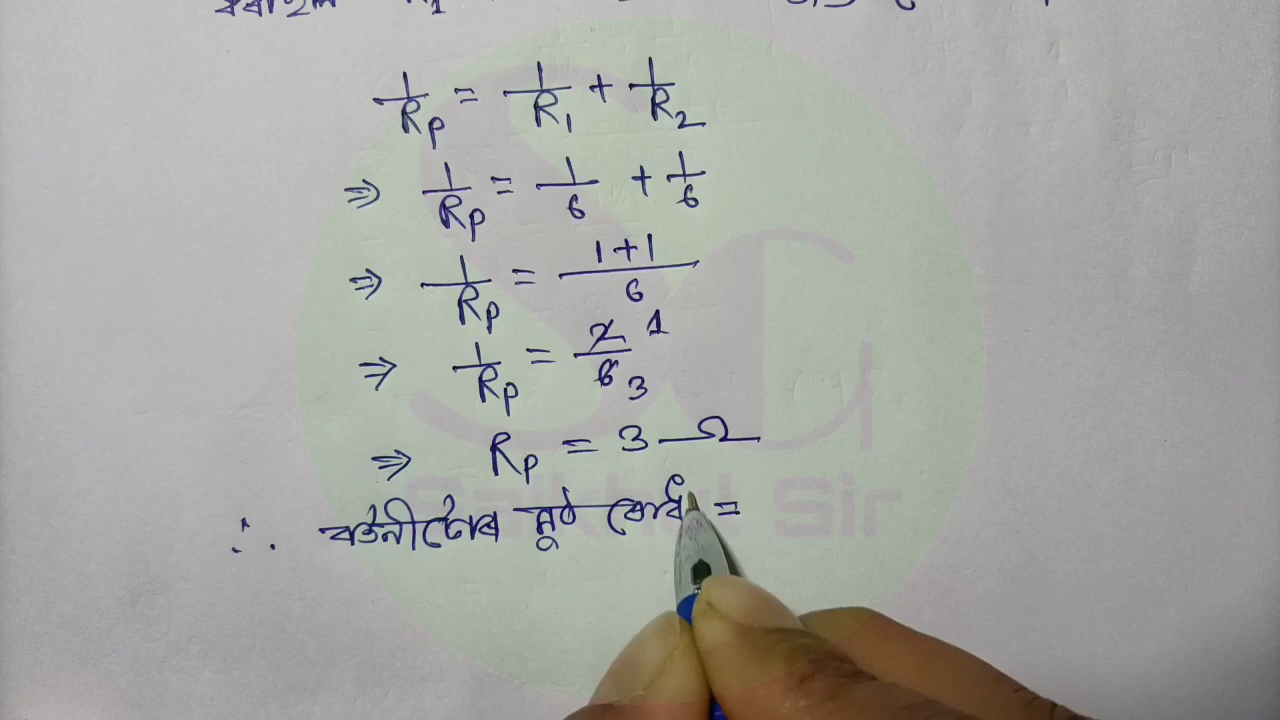 1/Rₚ = 1/R₁ + 1/R₂
⇒ 1/Rₚ = 1/6 + 1/6
⇒ 1/Rₚ = (1+1)/6
⇒ 1/Rₚ = 2/6 1 3
⇒ Rₚ = 3 Ω
∴ বৰ্তনীটোৰ মুঠ ৰোধ =
Sir